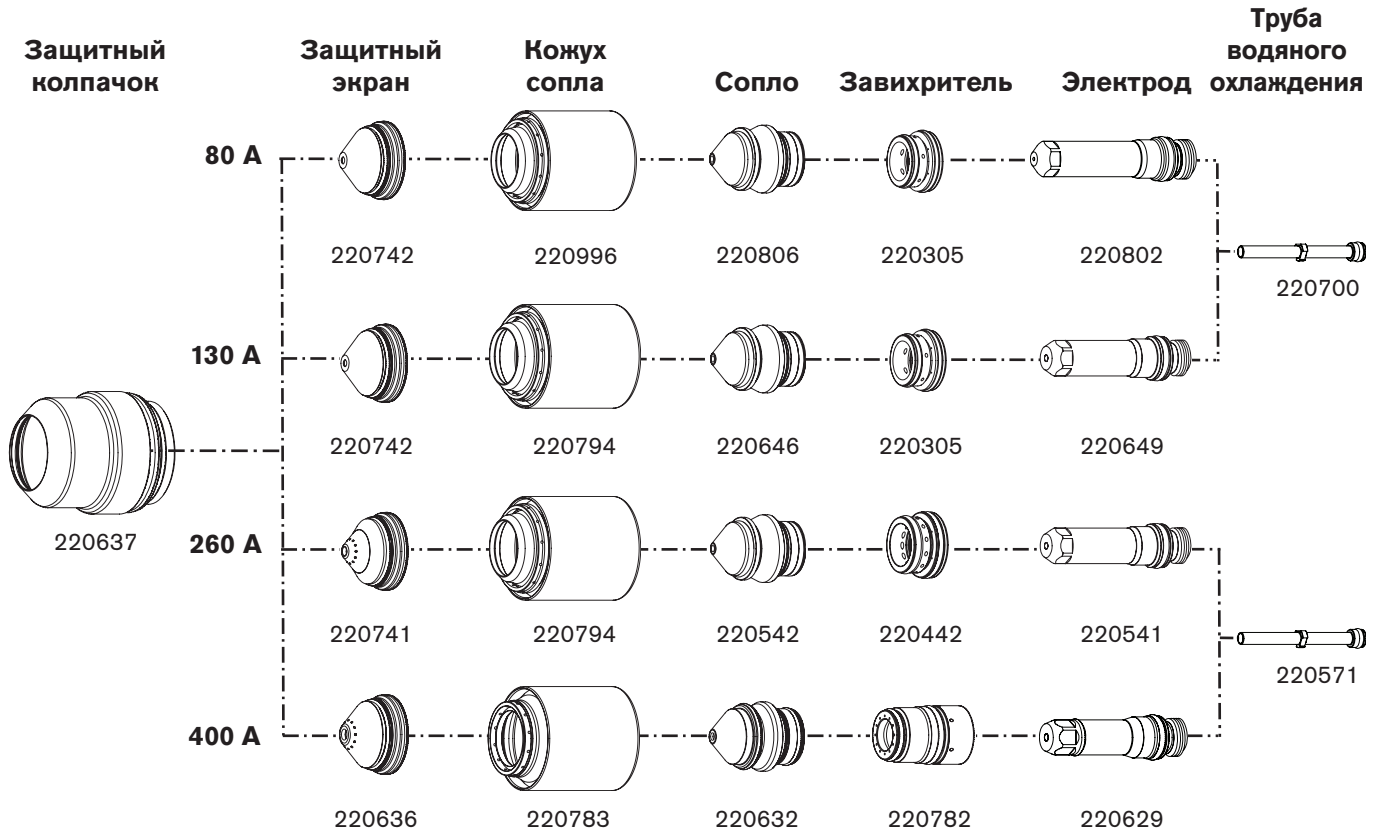 Защитный
колпачок
Защитный
экран
Кожух
сопла
Сопло
Завихритель
Электрод
Труба
водяного
охлаждения
80 А
220742
220996
220806
220305
220802
220700
130 А
220742
220794
220646
220305
220649
220637
260 А
220741
220794
220542
220442
220541
220571
400 А
220636
220783
220632
220782
220629